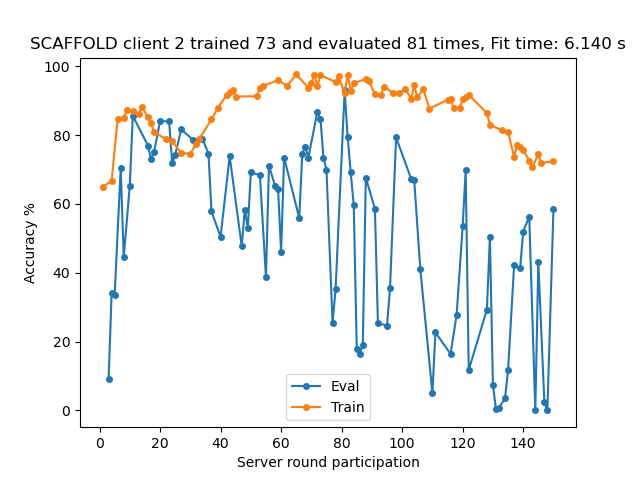 SCAFFOLD client 2 trained 73 and evaluated 81 times, Fit time: 6.140 s
100
80
60
40
20
0
Accuracy %
Eval
Train
0 20 40 60 80 100 120 140
Server round participation